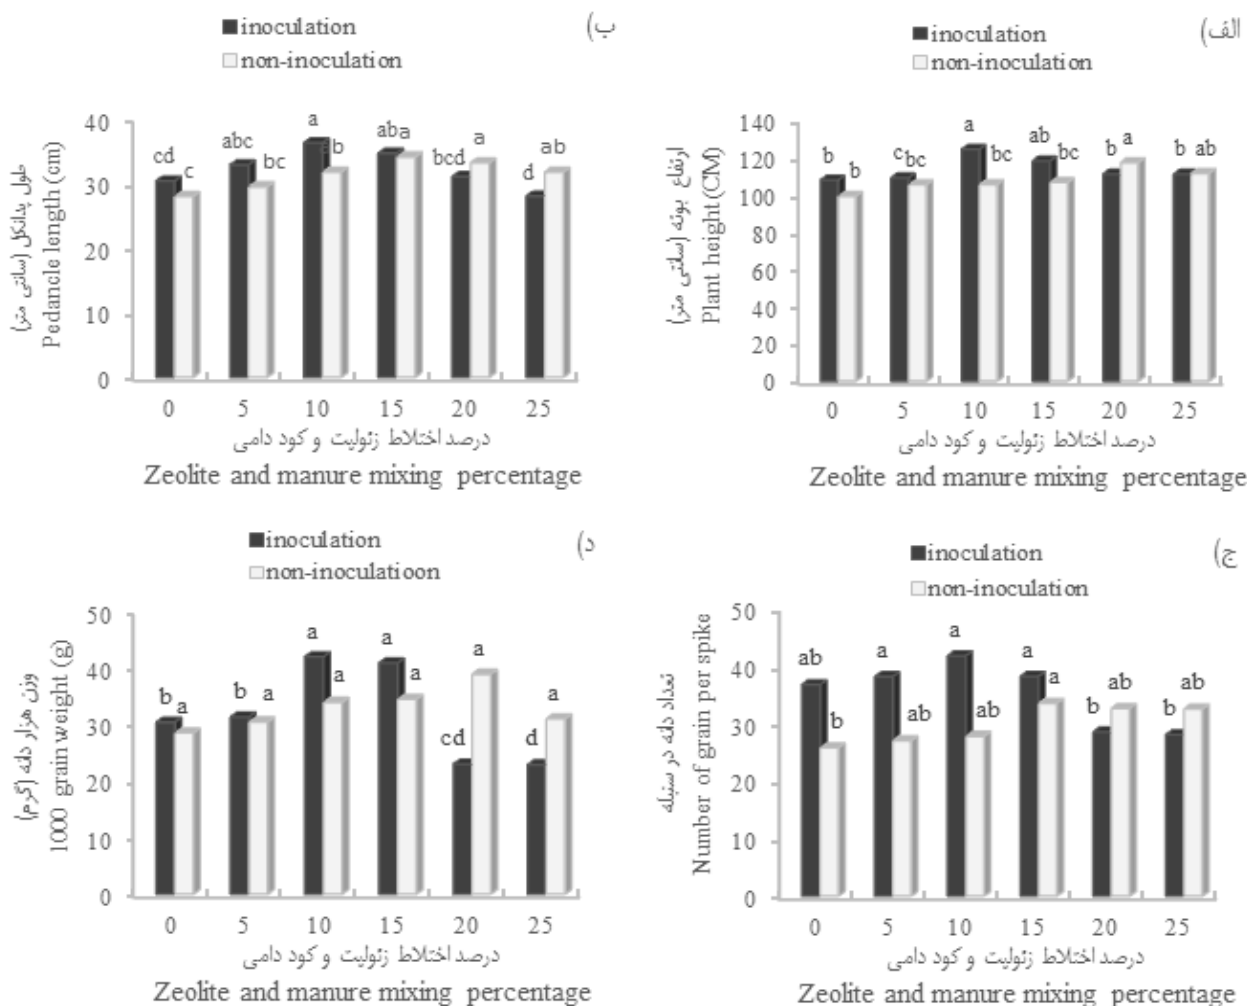 الف)
inoculation
non-inoculation
ارتفاع بوته (سانتی متر)
Plant height (CM)
140
120
100
80
60
40
20
0
b b c bc a bc ab bc b a b ab
0 5 10 15 20 25
درصد اختلاط زئولیت و کود دامی
Zeolite and manure mixing percentage
ب)
inoculation
non-inoculation
طول پدانکل (سانتی متر)
Pedancle length (cm)
40
30
20
10
0
cd c abc bc a b ab a bcd a d ab
0 5 10 15 20 25
درصد اختلاط زئولیت و کود دامی
Zeolite and manure mixing percentage
ج)
inoculation
non-inoculation
تعداد دانه در سنبله
Number of grain per spike
50
40
30
20
10
0
ab b a ab a ab a a b ab b ab
0 5 10 15 20 25
درصد اختلاط زئولیت و کود دامی
Zeolite and manure mixing percentage
د)
inoculation
non-inoculatioon
وزن هزار دانه (گرم)
1000 grain weight (g)
50
40
30
20
10
0
b a b a a a a a cd a d a
0 5 10 15 20 25
درصد اختلاط زئولیت و کود دامی
Zeolite and manure mixing percentage